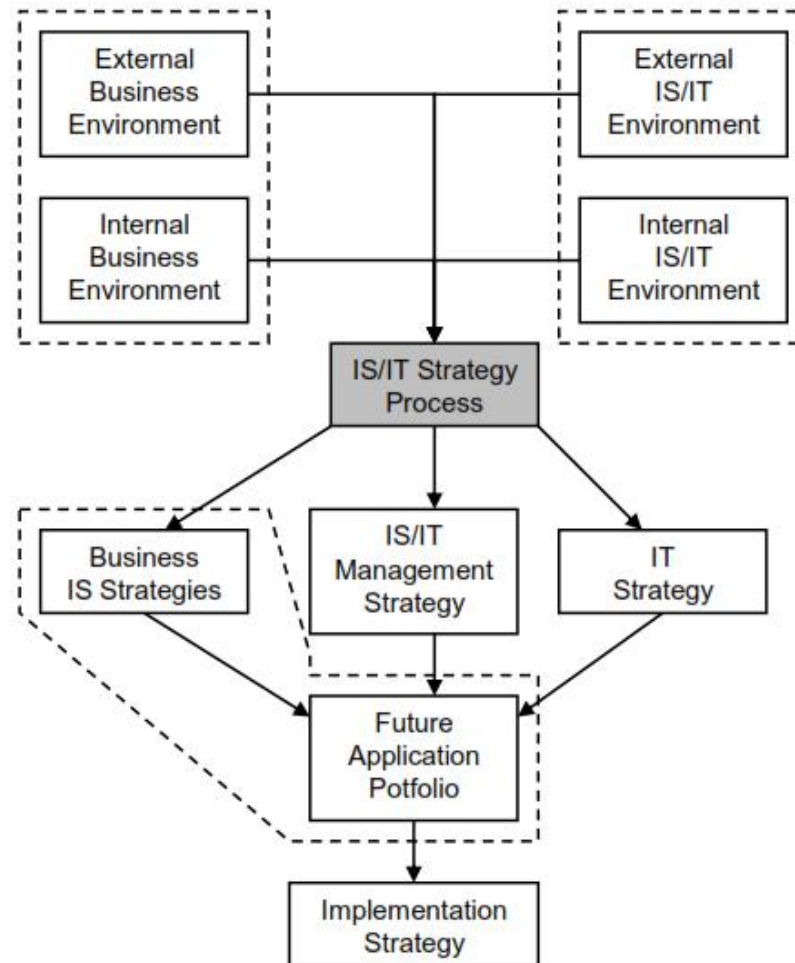 External
Business
Environment
External
IS/IT
Environment
Internal
Business
Environment
Internal
IS/IT
Environment
IS/IT Strategy
Process
Business
IS Strategies
IS/IT
Management
Strategy
IT
Strategy
Future
Application
Potfolio
Implementation
Strategy